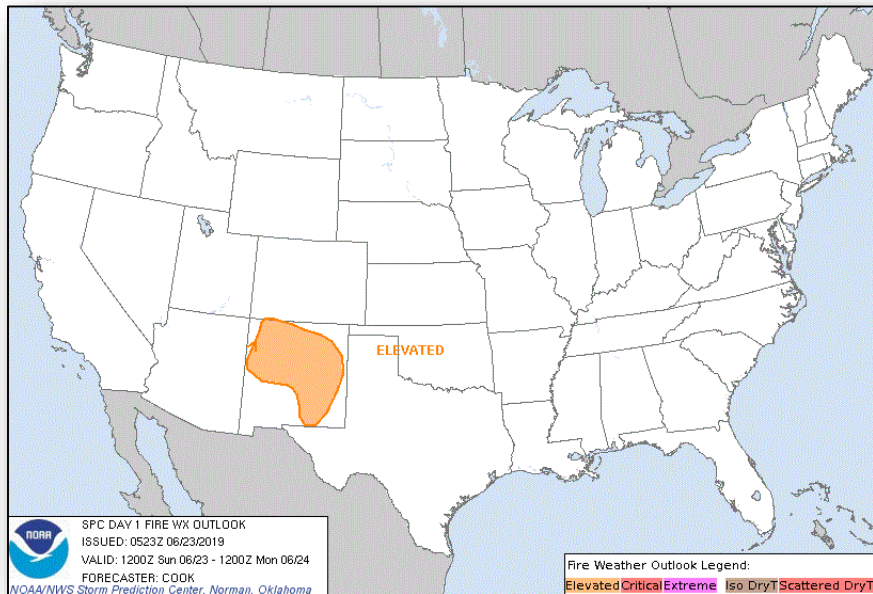 ELEVATED
NOAA
SPC DAY 1 FIRE WX OUTLOOK
ISSUED: 0523Z 06/23/2019
VALID: 1200Z Sun 06/23 - 1200Z Mon 06/24
FORECASTER: COOK
NOAA/NWS Storm Prediction Center, Norman, Oklahoma
Fire Weather Outlook Legend:
Elevated Critical Extreme Iso DryT Scattered DryT